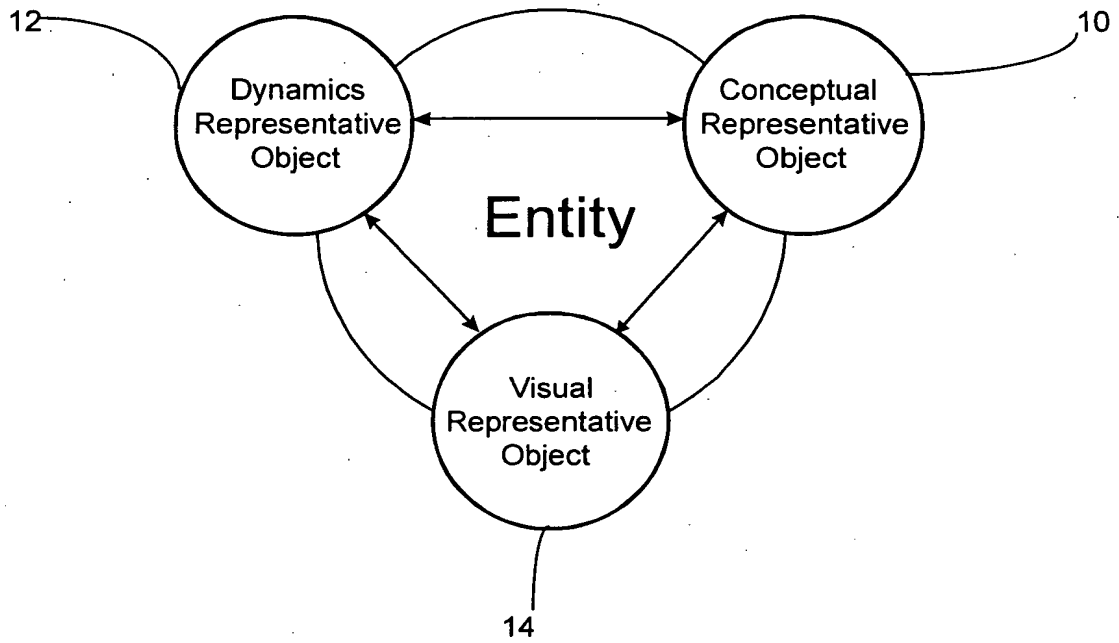 12
10
Dynamics
Representative
Object
Conceptual
Representative
Object
Entity
Visual
Representative
Object
14